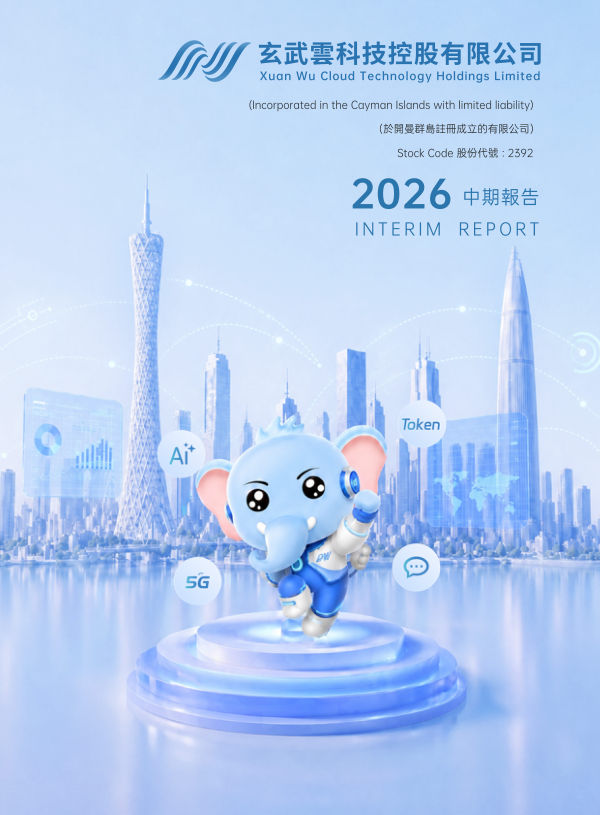 玄武雲科技控股有限公司
Xuan Wu Cloud Technology Holdings Limited
(Incorporated in the Cayman Islands with limited liability)
(於開曼群島註冊成立的有限公司)
Stock Code 股份代號 : 2392
2026 中期報告
INTERIM REPORT
Token
Ai
5G